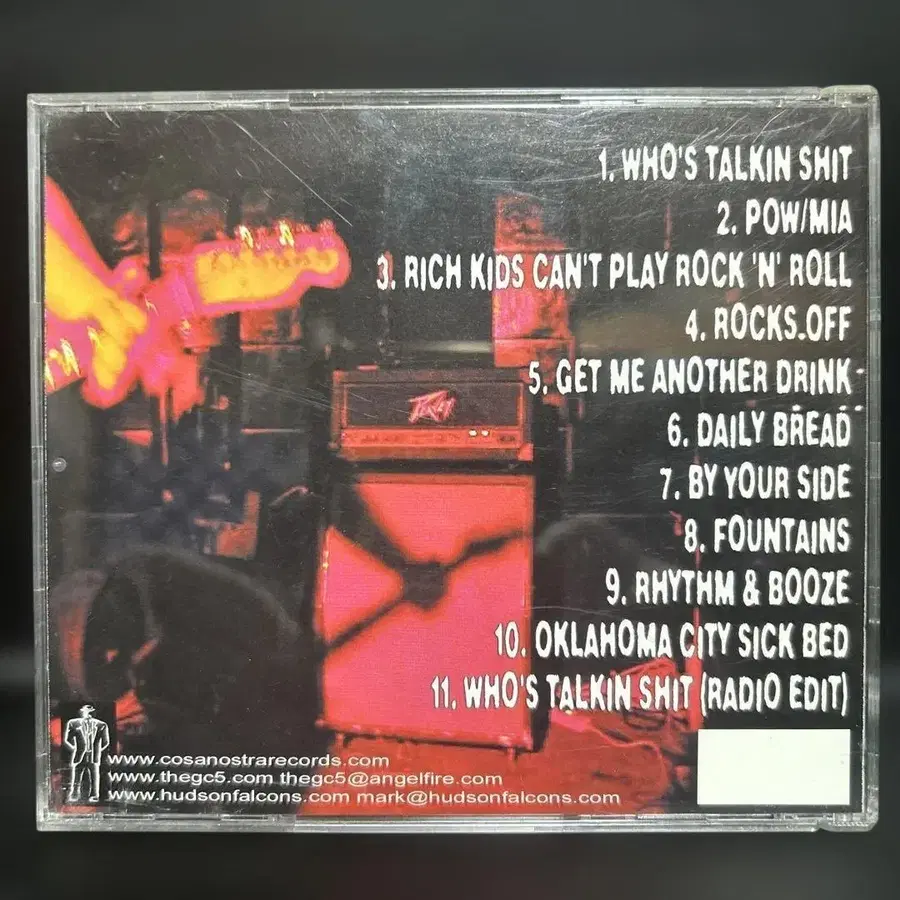 1. WHO'S TALKIN SHIT
2. POW/MIA
3. RICH KIDS CAN'T PLAY ROCK 'N' ROLL
4. ROCKS.OFF
5. GET ME ANOTHER DRINK
6. DAILY BREAD
7. BY YOUR SIDE
8. FOUNTAINS
9. RHYTHM & BOOZE
10. OKLAHOMA CITY SICK BED
11. WHO'S TALKIN SHIT (RADIO EDIT)
PEAVEY
www.cosanostrarecords.com
www.thegc5.com thegc5@angelfire.com
www.hudsonfalcons.com mark@hudsonfalcons.com